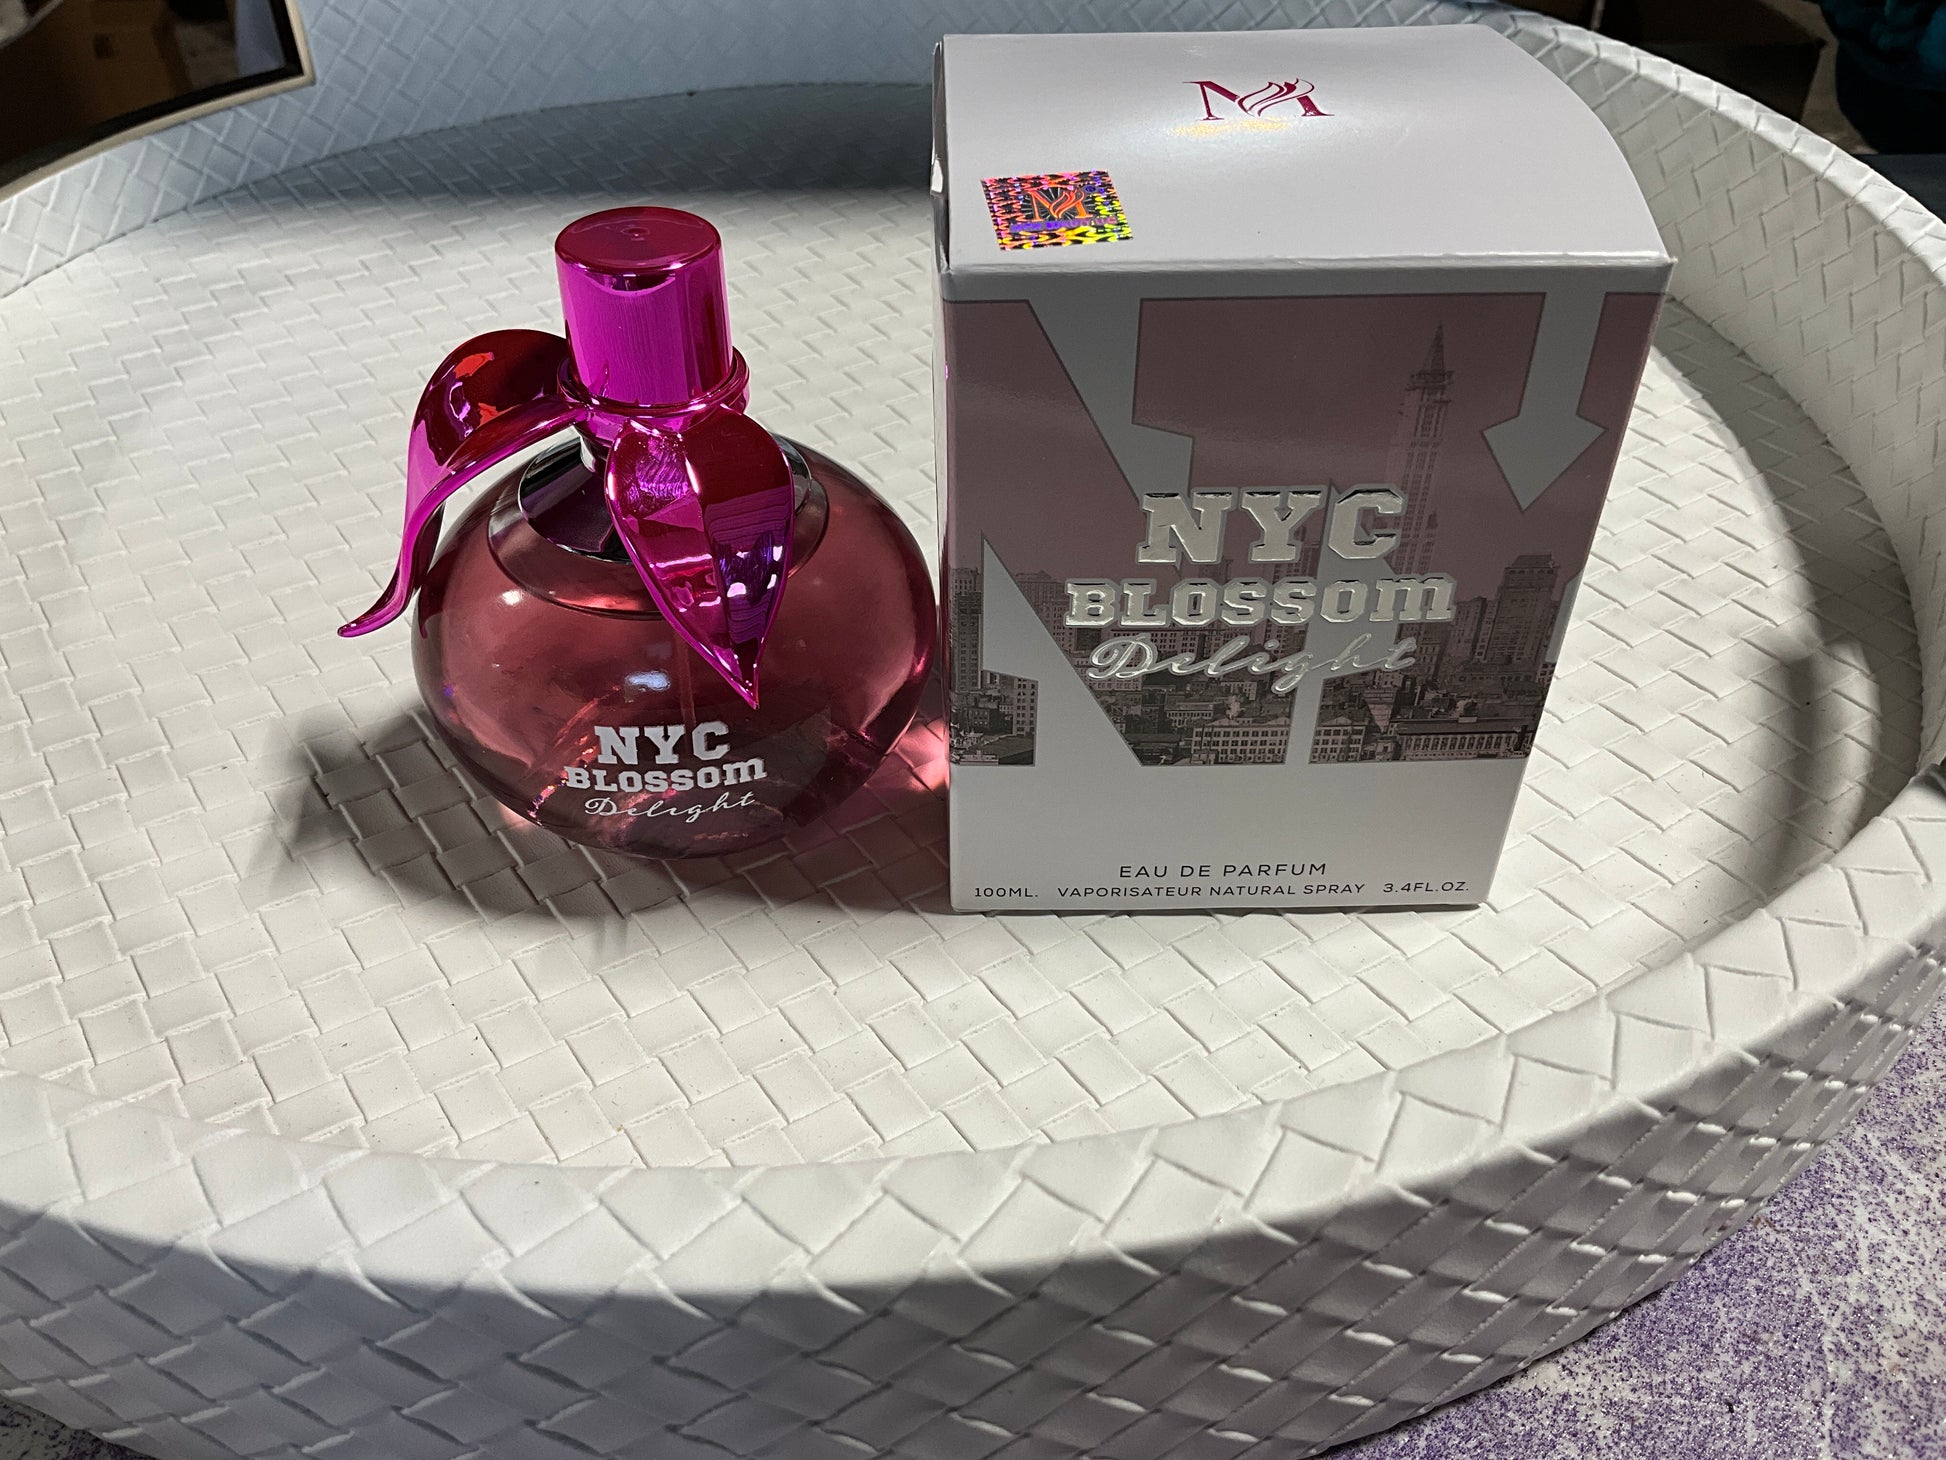 NYC
BLOSSOM
Delight
M
NYC
BLOSSOM
Delight
EAU DE PARFUM
100ML. VAPORISATEUR NATURAL SPRAY 3.4FL.OZ.